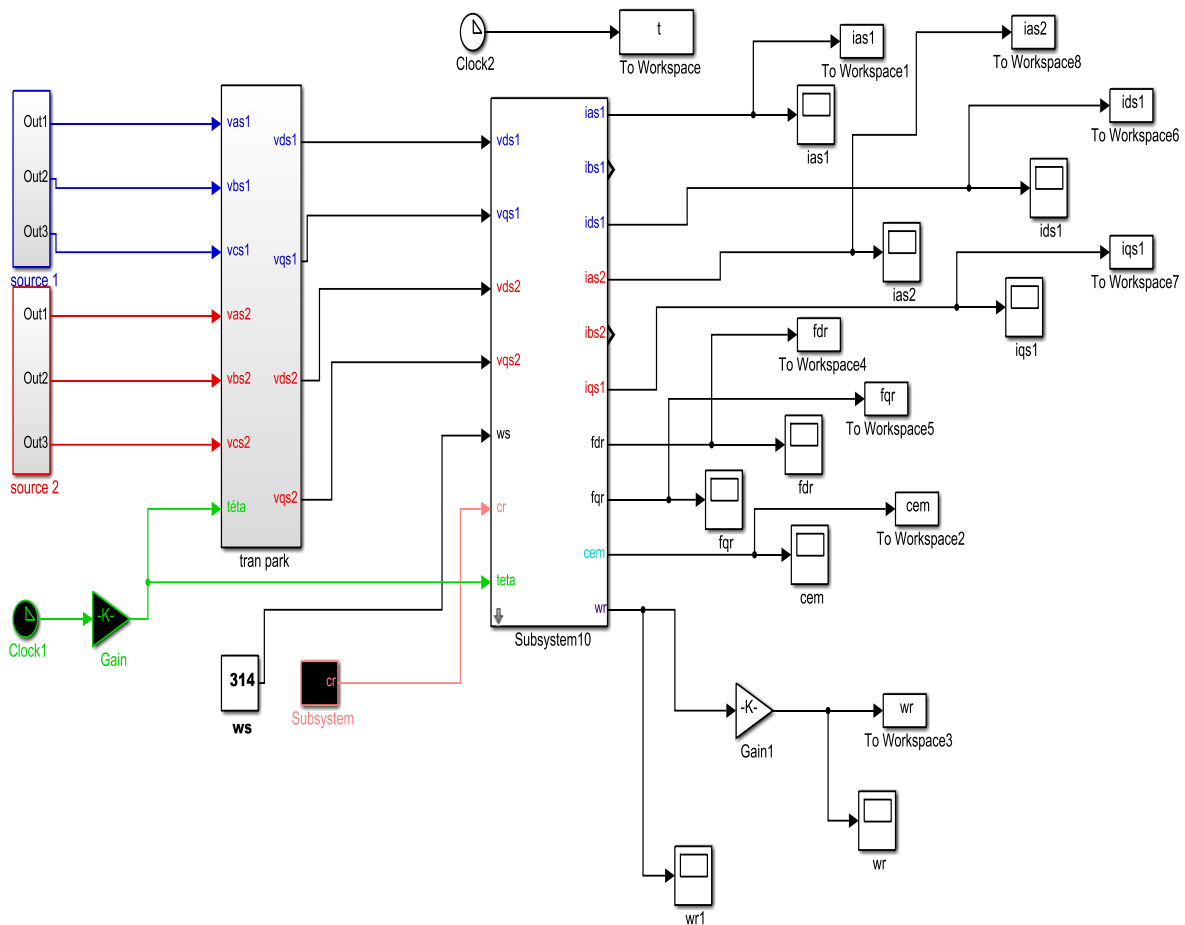 t
Clock2
To Workspace
ias1
To Workspace1
ias2
To Workspace8
ids1
To Workspace6
iqs1
To Workspace7
Out1
Out2
Out3
source 1
Out1
Out2
Out3
source 2
vas1
vbs1
vcs1
vas2
vbs2
vcs2
téta
vds1
vqs1
vds2
vqs2
tran park
vds1
vqs1
vds2
vqs2
ws
cr
teta
ias1
ibs1
ids1
ias2
ibs2
iqs1
fdr
fqr
cem
wr
Subsystem10
ias1
ids1
ias2
iqs1
fdr
To Workspace4
fqr
To Workspace5
fdr
fqr
cem
To Workspace2
cem
Clock1
-K-
Gain
314
ws
cr
Subsystem
-K-
Gain1
wr
To Workspace3
wr
wr1